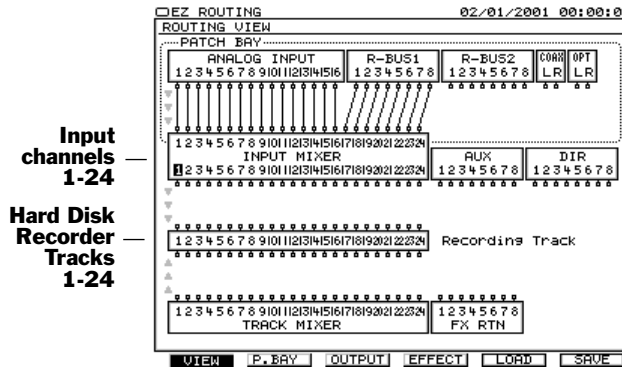 EZ ROUTING 02/01/2001 00:00:0
ROUTING VIEW
PATCH BAY
ANALOG INPUT R-BUS1 R-BUS2 COAX OPT
12345678910111213141516 12345678 12345678 LR LR
123456789101112131415161718192021222324
INPUT MIXER AUX DIR
123456789101112131415161718192021222324 12345678 12345678
Input
channels
1-24
Hard Disk
Recorder
Tracks
1-24
123456789101112131415161718192021222324 Recording Track
123456789101112131415161718192021222324 12345678
TRACK MIXER FX RTN
VIEW P.BAY OUTPUT EFFECT LOAD SAVE